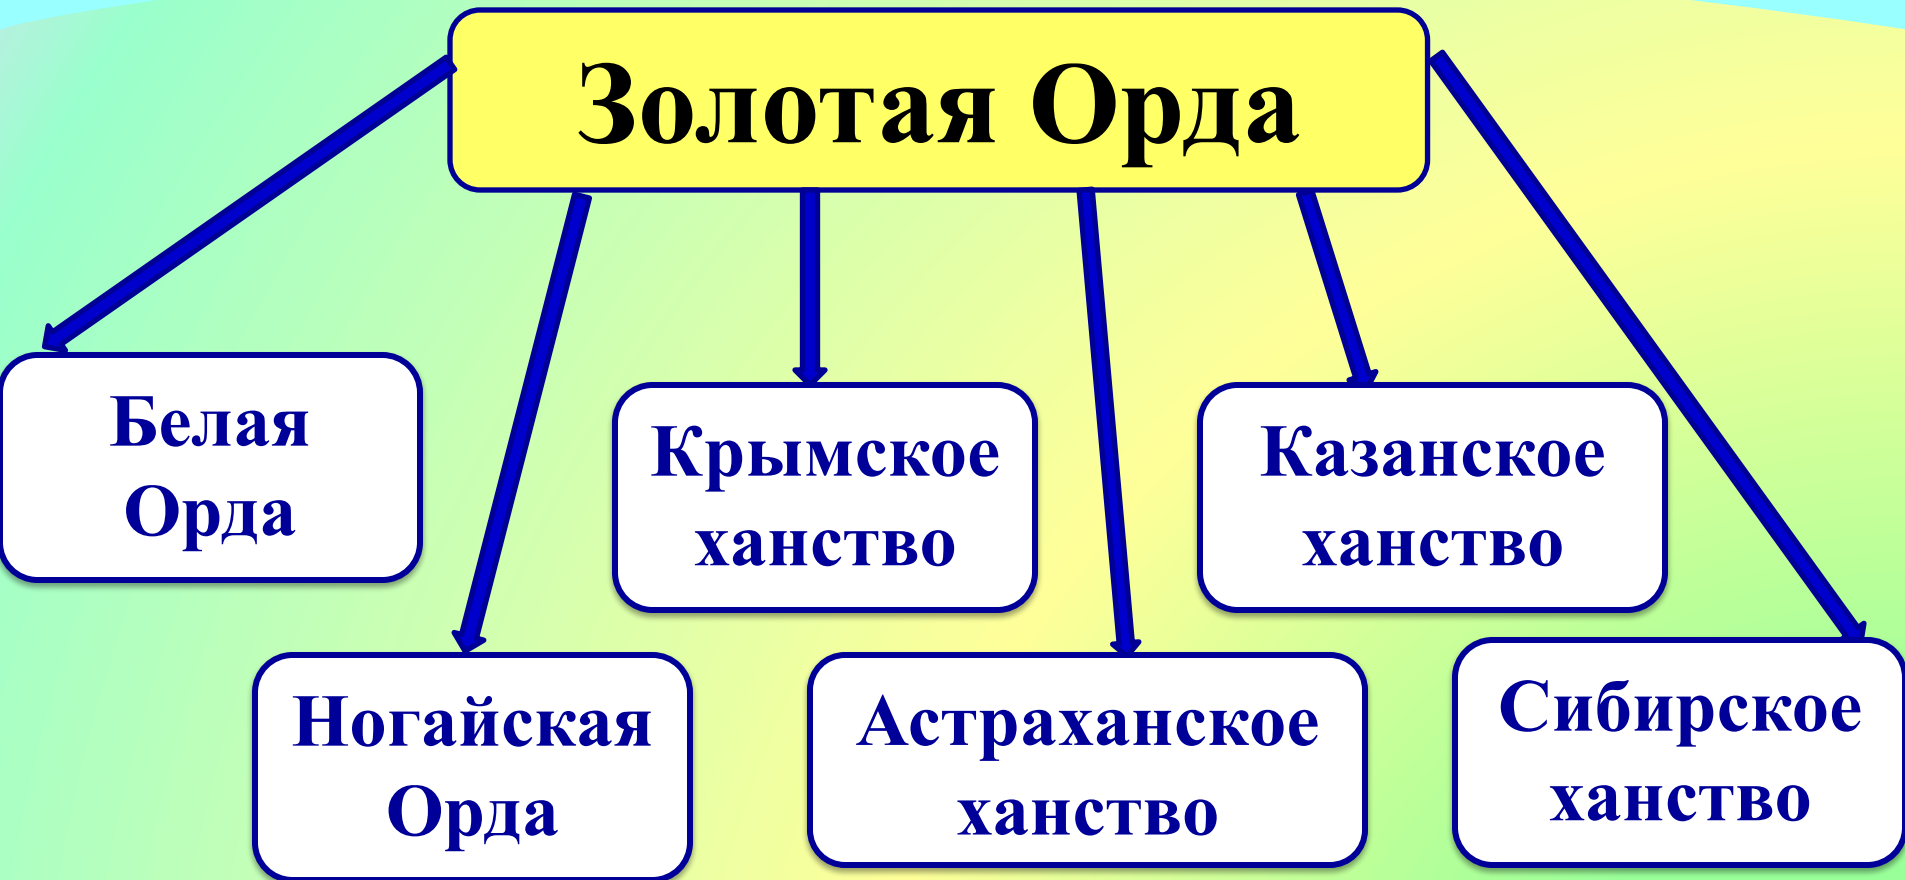 Золотая Орда
Белая
Орда
Крымское
ханство
Казанское
ханство
Ногайская
Орда
Астраханское
ханство
Сибирское
ханство